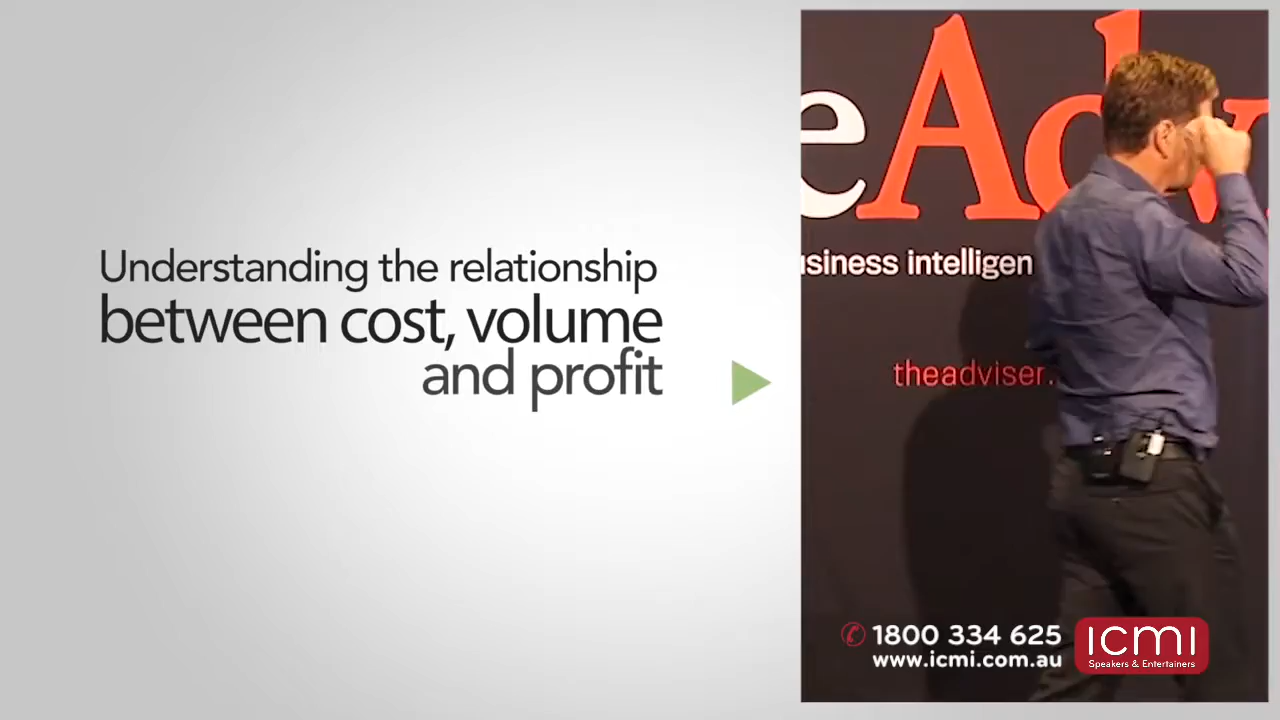 Understanding the relationship
between cost, volume
and profit
eAdv
usiness intelligen
theadviser.
1800 334 625
www.icmi.com.au
icmi
Speakers & Entertainers